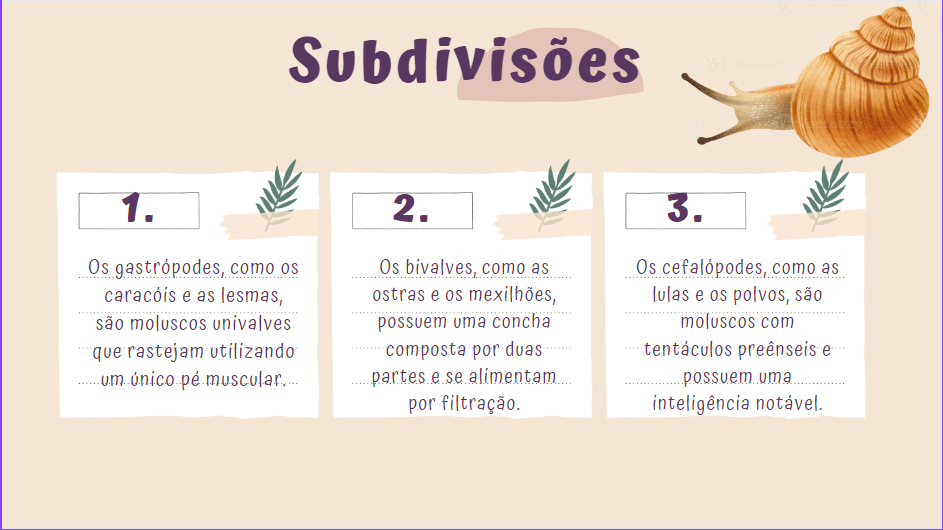 Subdivisões
1.
Os gastrópodes, como os
caracóis e as lesmas,
são moluscos univalves
que rastejam utilizando
um único pé muscular.
2.
Os bivalves, como as
ostras e os mexilhões,
possuem uma concha
composta por duas
partes e se alimentam
por filtração.
3.
Os cefalópodes, como as
lulas e os polvos, são
moluscos com
tentáculos preênseis e
possuem uma
inteligência notável.